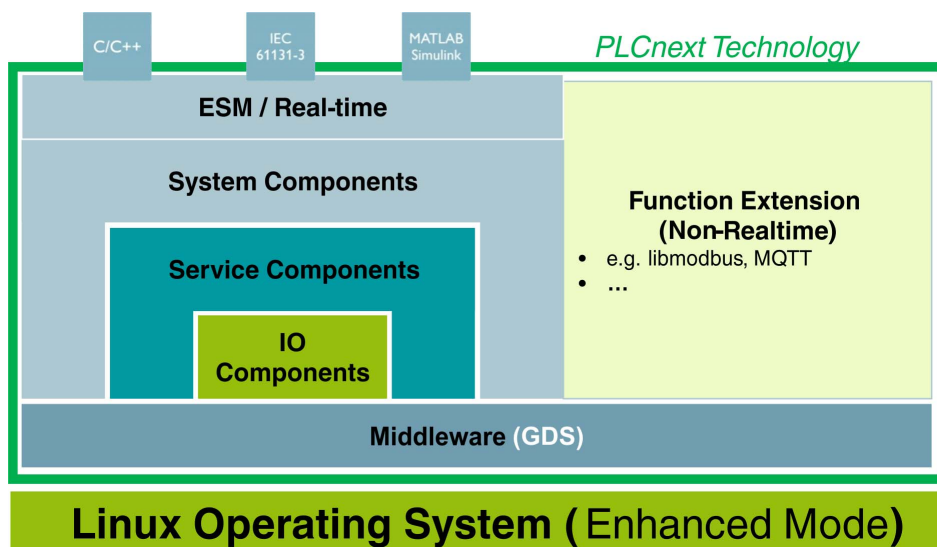 C/C++
IEC
61131-3
MATLAB
Simulink
PLCnext Technology
ESM / Real-time
System Components
Service Components
IO
Components
Function Extension
(Non-Realtime)
• e.g. libmodbus, MQTT
• ...
Middleware (GDS)
Linux Operating System (Enhanced Mode)